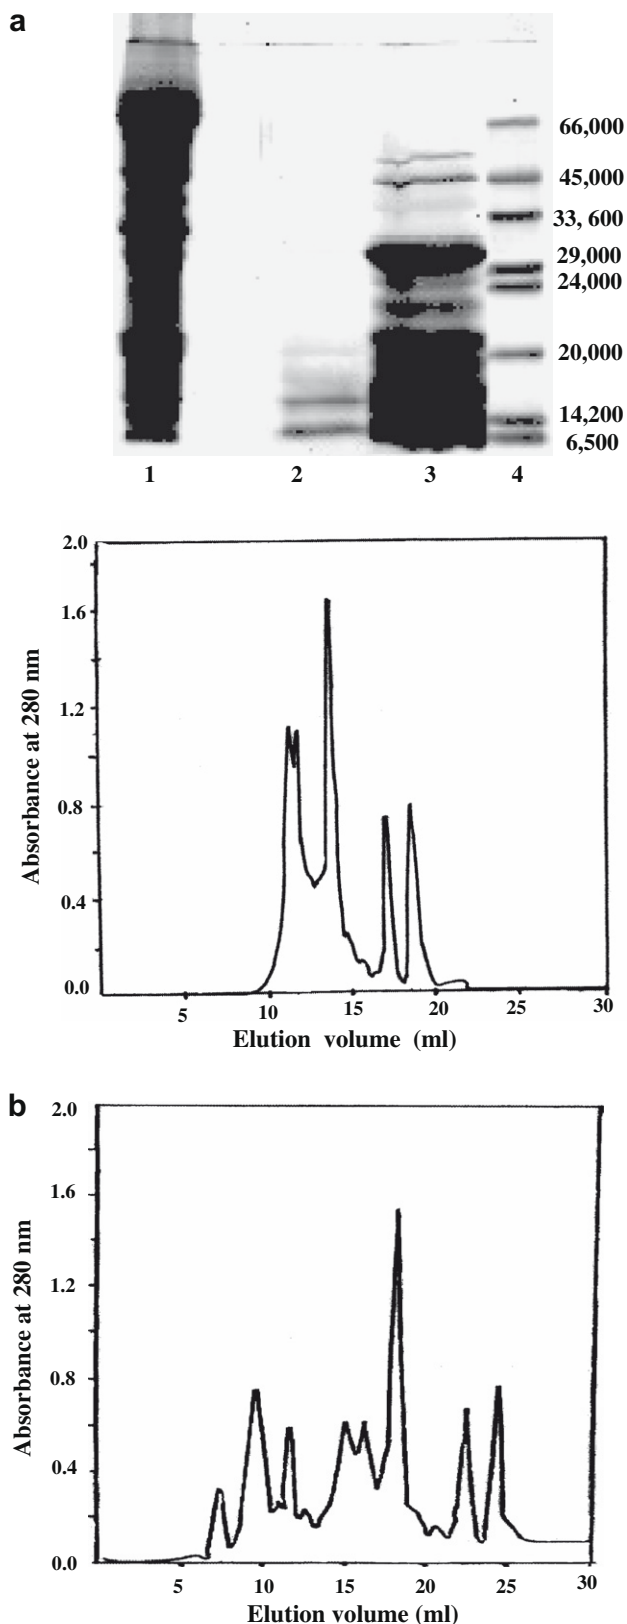 a
66,000
45,000
33, 600
29,000
24,000
20,000
14,200
6,500
1 2 3 4
2.0
1.6
1.2
0.8
0.4
0.0
Absorbance at 280 nm
5 10 15 20 25 30
Elution volume (ml)
b
2.0
1.6
1.2
0.8
0.4
0.0
Absorbance at 280 nm
5 10 15 20 25 30
Elution volume (ml)